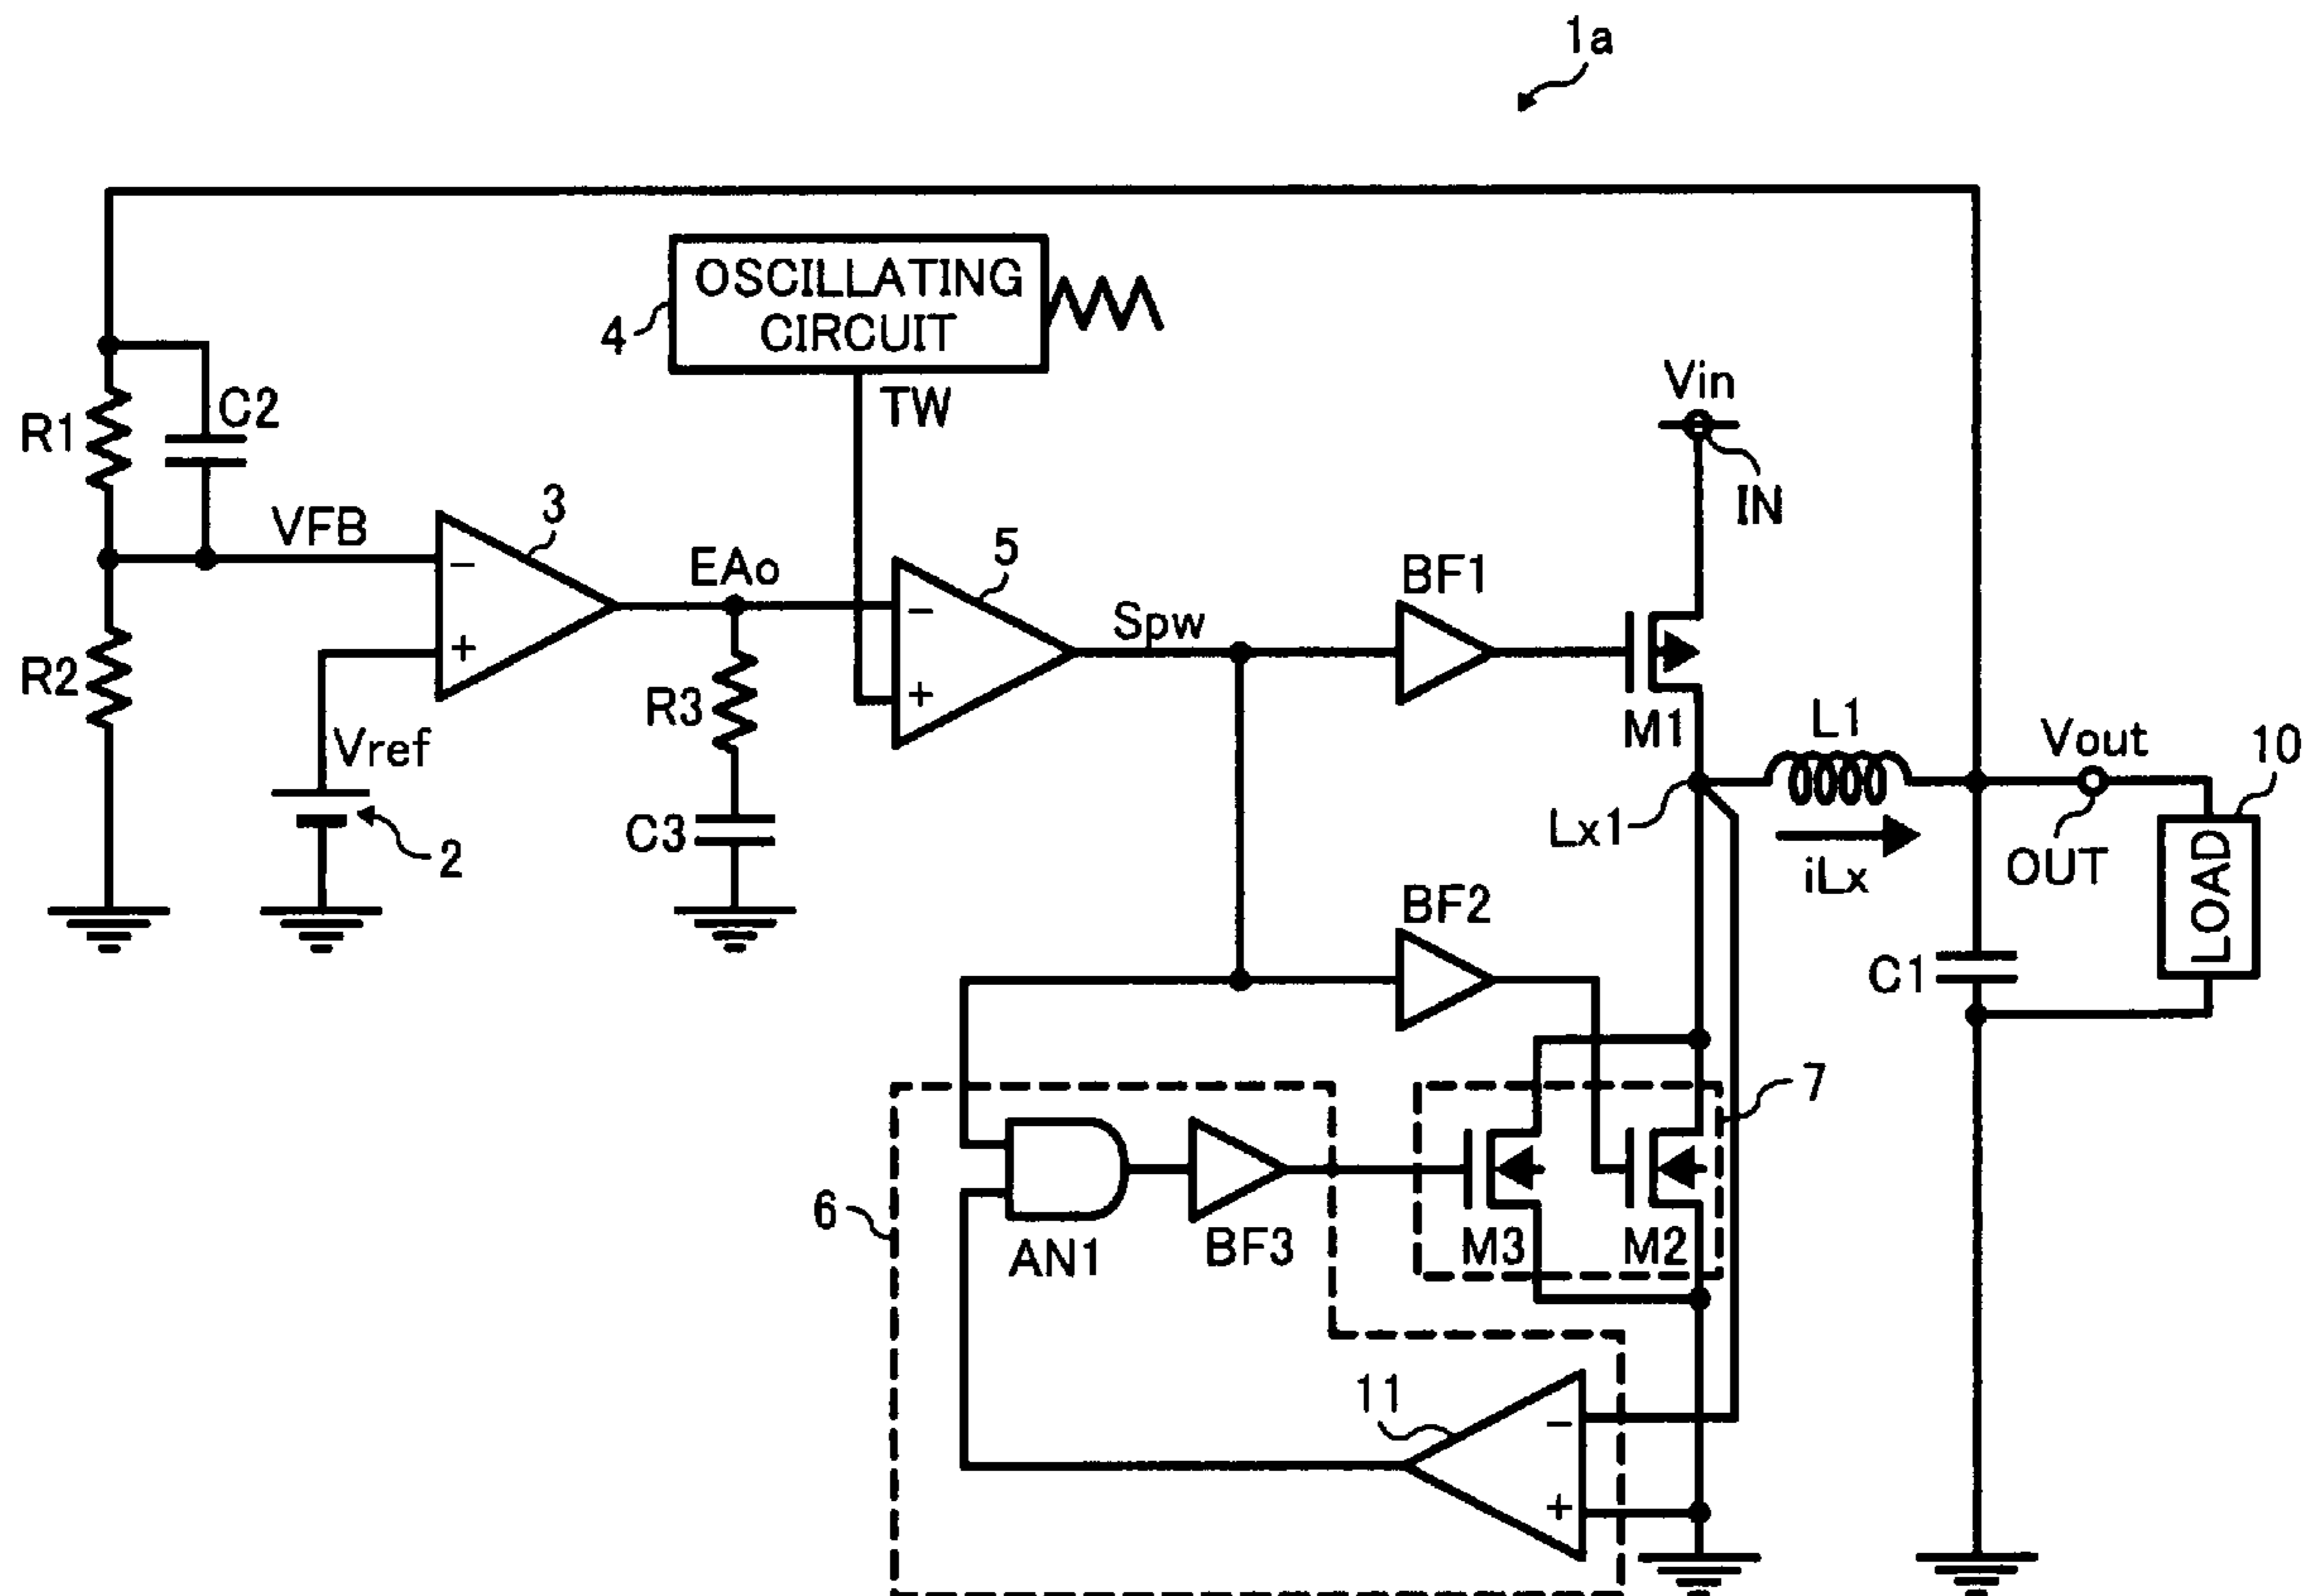 1a
OSCILLATING
CIRCUIT
4
TW
Vin
IN
R1
C2
VFB
3
EAo
5
Spw
BF1
M1
R2
Vref
2
R3
C3
L1
Lx1
iLx
Vout
OUT
10
LOAD
C1
BF2
7
6
AN1
BF3
M3
M2
11
-
+
-
+
-
+